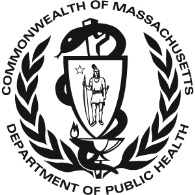 COMMONWEALTH OF MASSACHUSETTS
DEPARTMENT OF PUBLIC HEALTH